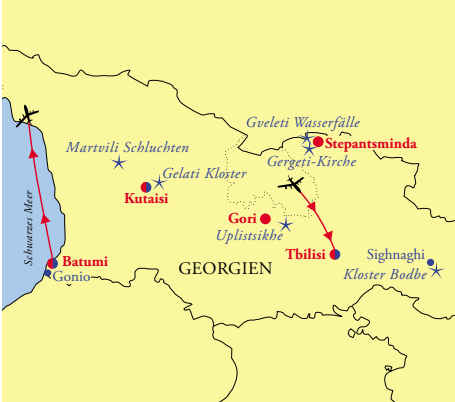 Gveleti Wasserfälle
Stepantsminda
Martvili Schluchten
Gergeti-Kirche
Gelati Kloster
Kutaisi
Schwarzes Meer
Gori
Uplistsikhe
Batumi
Tbilisi
Sighnaghi
GEORGIEN
Gonio
Kloster Bodbe